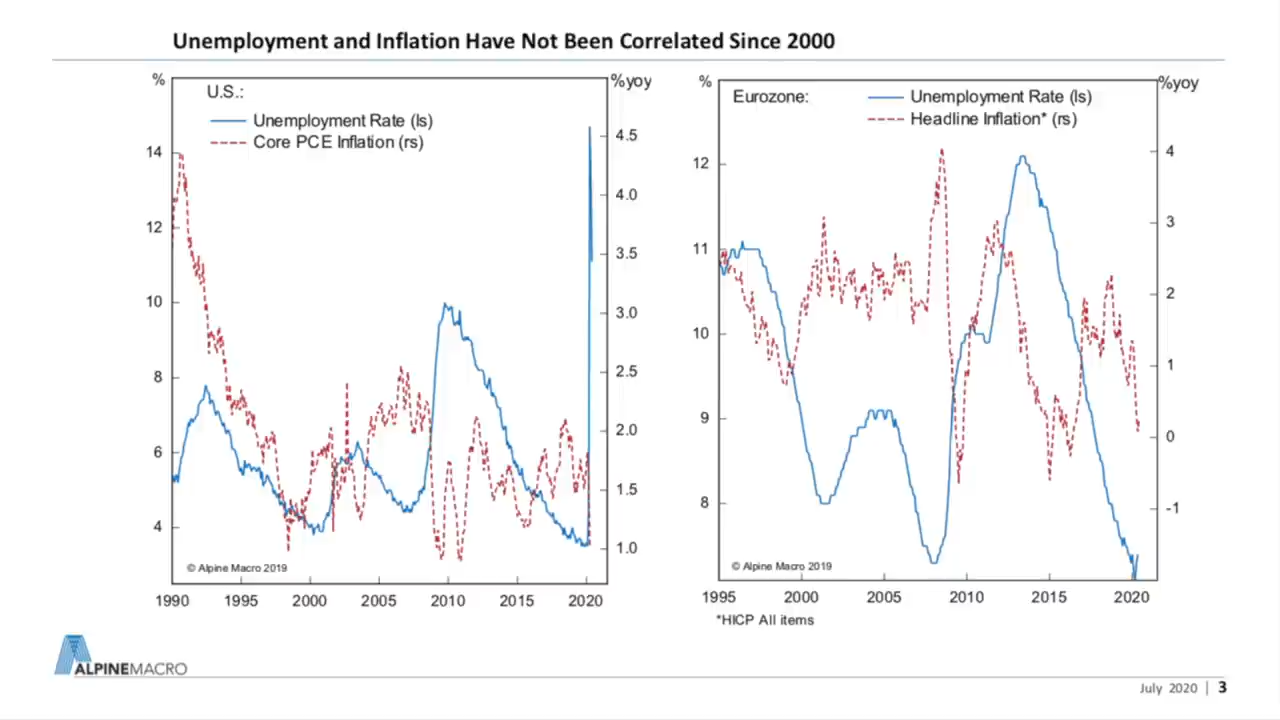 Unemployment and Inflation Have Not Been Correlated Since 2000
%
U.S.:
Unemployment Rate (ls)
Core PCE Inflation (rs)
%yoy
14
12
10
8
6
4
4.5
4.0
3.5
3.0
2.5
2.0
1.5
1.0
© Alpine Macro 2019
1990 1995 2000 2005 2010 2015 2020
%
Eurozone:
Unemployment Rate (ls)
Headline Inflation* (rs)
%yoy
12
11
10
9
8
4
3
2
1
0
-1
© Alpine Macro 2019
1995 2000 2005 2010 2015 2020
*HICP All items
ALPINEMACRO
July 2020 | 3